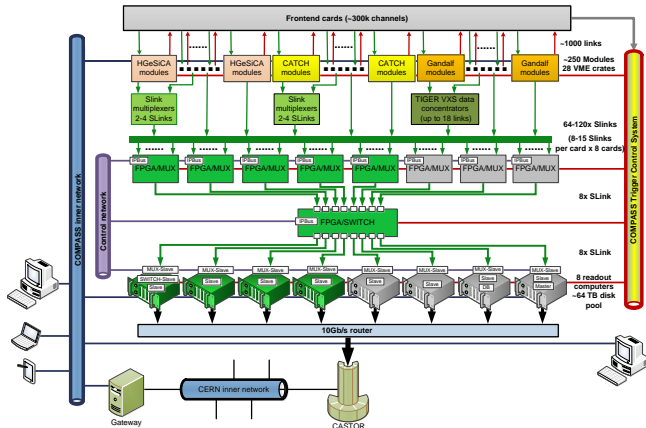 Frontend cards (~300k channels)
~1000 links
HGeSiCA
modules
HGeSiCA
modules
CATCH
modules
CATCH
modules
Gandalf
modules
Gandalf
modules
~250 Modules
28 VME crates
Slink
multiplexers
2-4 SLinks
Slink
multiplexers
2-4 SLinks
TIGER VXS data
concentrators
(up to 18 links)
64-120x Slinks
(8-15 Slinks
per card x 8 cards)
IPBus
FPGA/MUX
IPBus
FPGA/MUX
IPBus
FPGA/MUX
IPBus
FPGA/MUX
IPBus
FPGA/MUX
IPBus
FPGA/MUX
IPBus
FPGA/MUX
IPBus
FPGA/MUX
8x SLink
IPBus
FPGA/SWITCH
8x SLink
COMPASS inner network
Control network
COMPASS Trigger Control System
MUX-Slave
SWITCH-Slave
Slave
MUX-Slave
Slave
MUX-Slave
Slave
MUX-Slave
Slave
MUX-Slave
Slave
MUX-Slave
Slave
MUX-Slave
Slave
DB
MUX-Slave
Slave
Master
8 readout
computers
~64 TB disk
pool
10Gb/s router
CERN inner network
Gateway
CASTOR